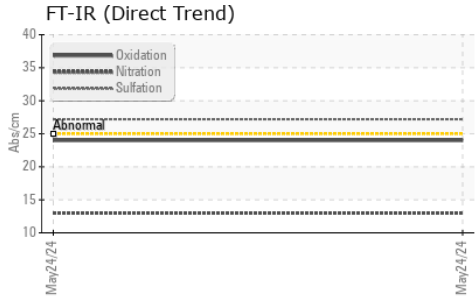 FT-IR (Direct Trend)
40
35
30
25
20
15
10
Abs/cm
Oxidation
Nitration
Sulfation
Abnormal
May24/24
May24/24